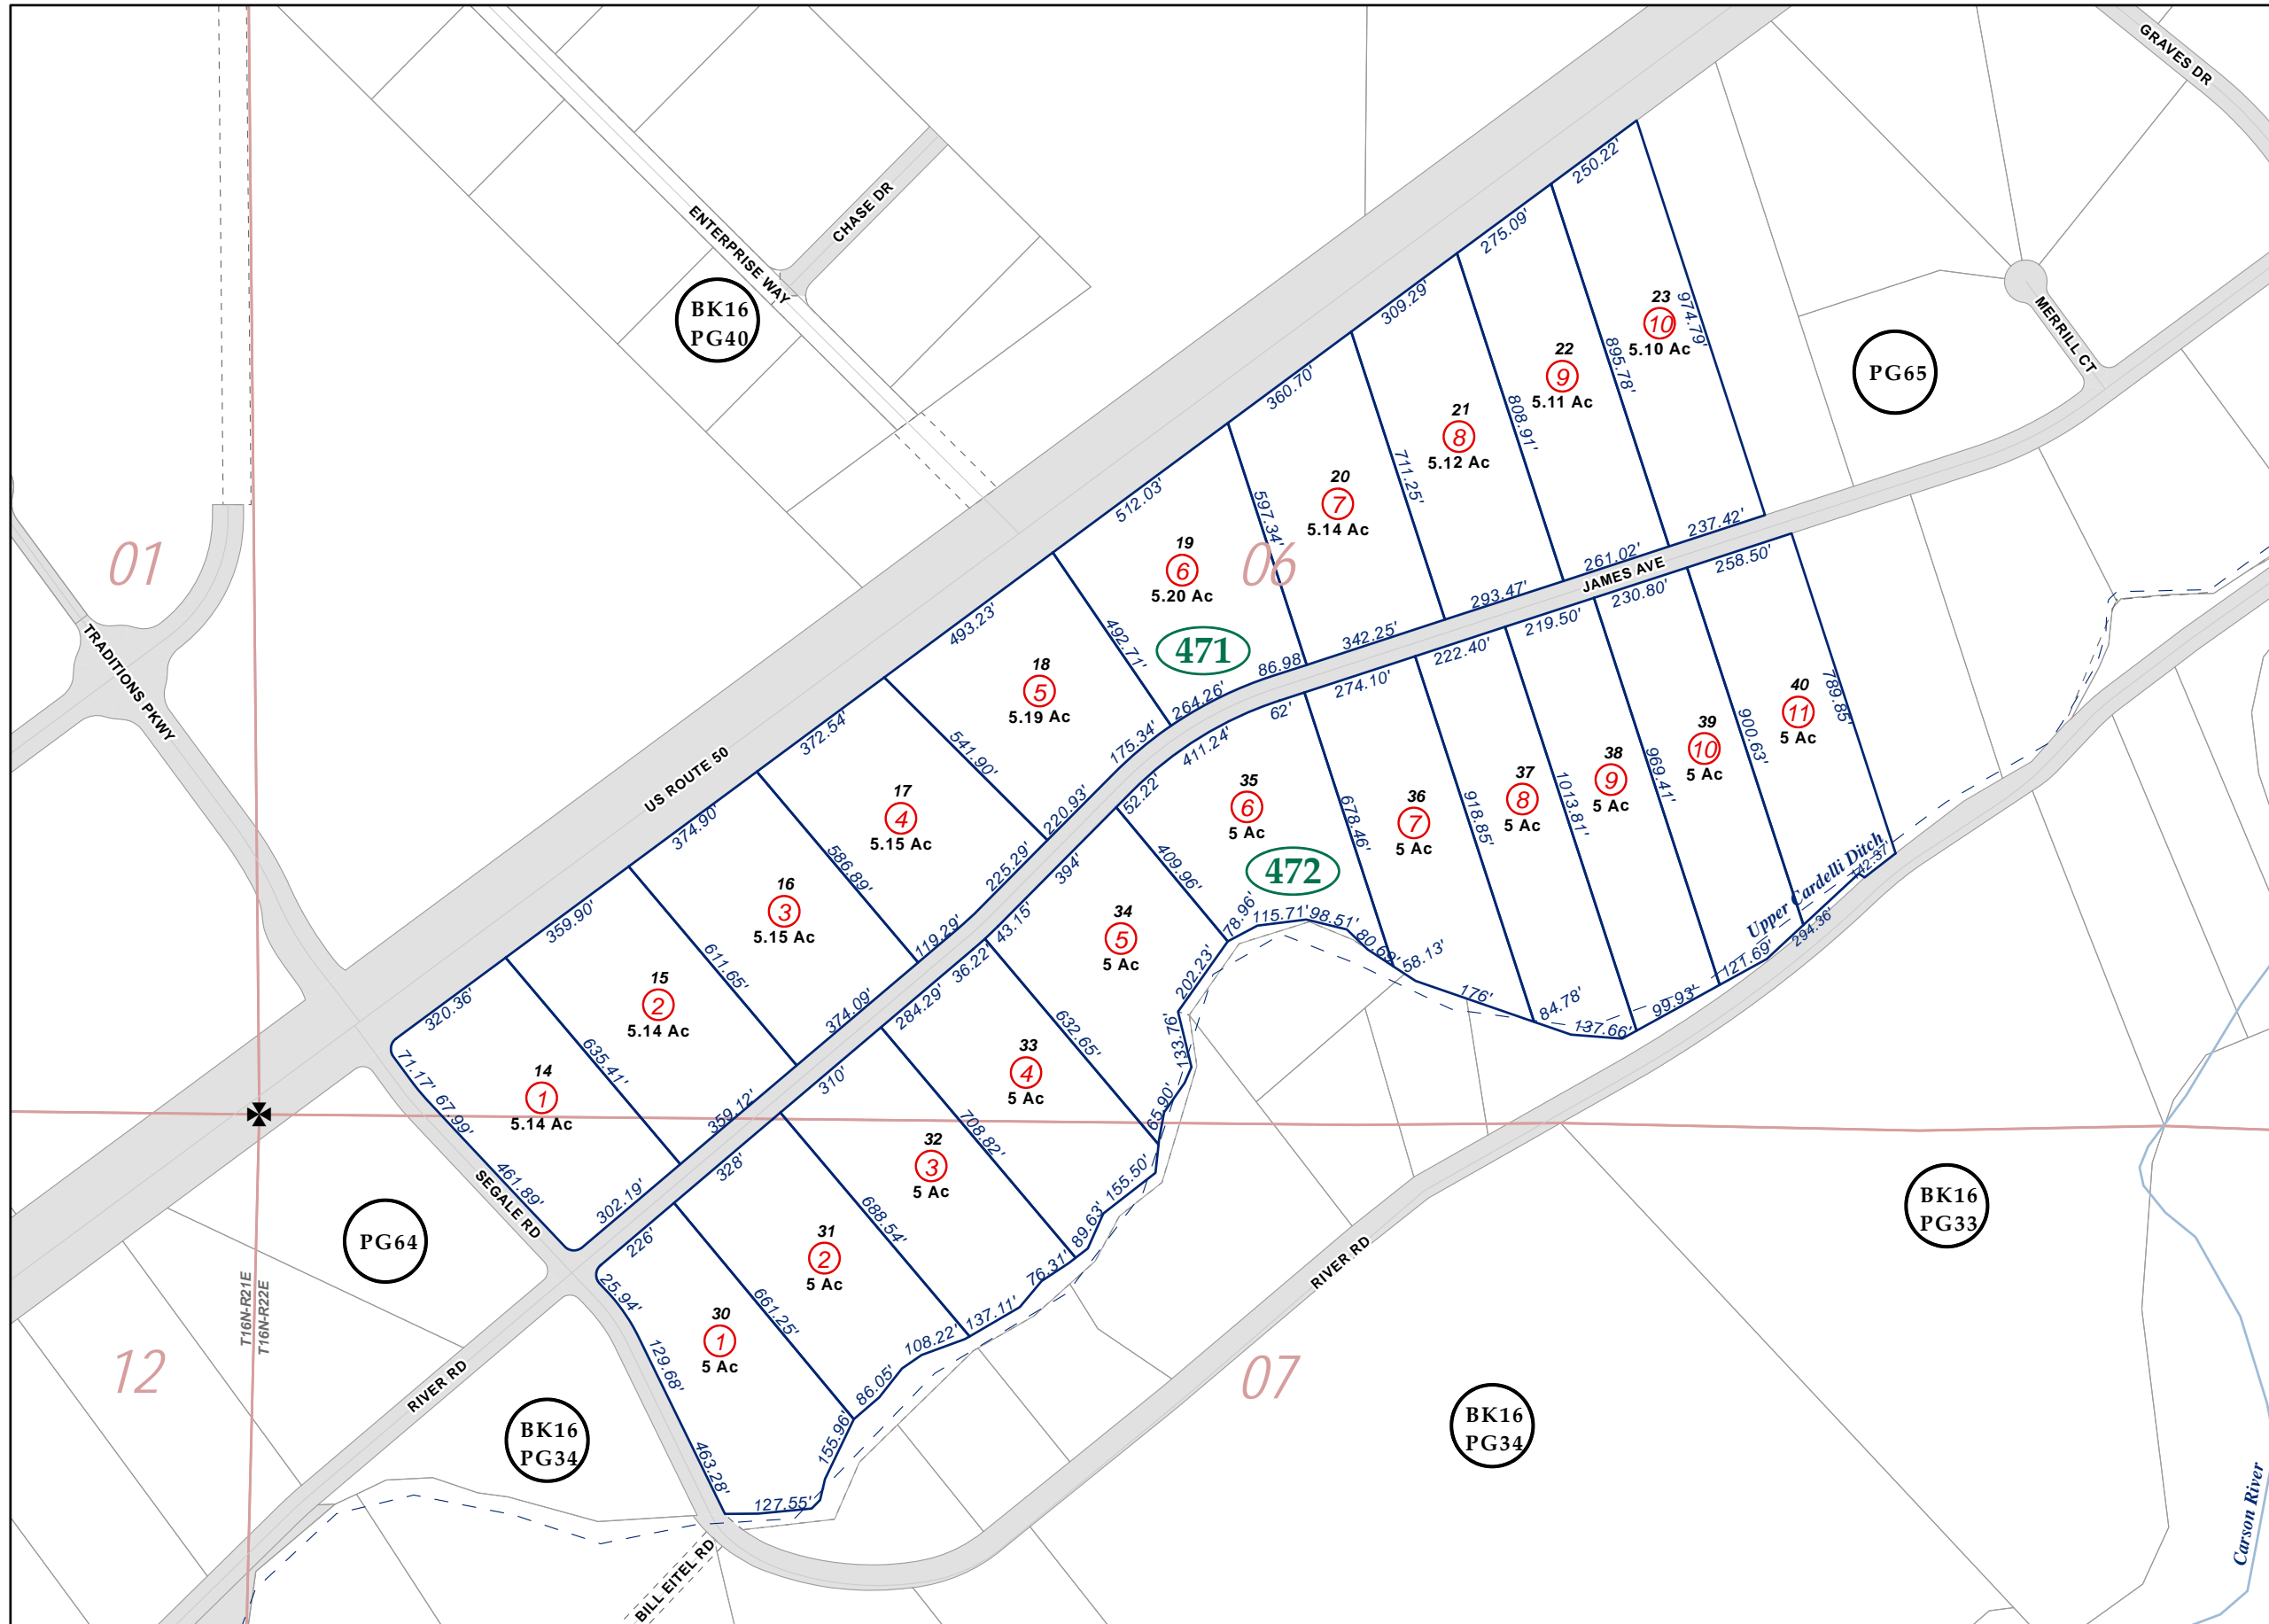 GRAVES DR
ENTERPRISE WAY
CHASE DR
BK16
PG40
MERRILL CT
PG65
01
TRADITIONS PKWY
US ROUTE 50
06
JAMES AVE
471
472
250.22'
275.09'
309.29'
360.70'
512.03'
493.23'
372.54'
374.90'
359.90'
320.36'
23
10
5.10 Ac
974.79'
22
9
5.11 Ac
895.78'
21
8
5.12 Ac
808.91'
20
7
5.14 Ac
711.25'
19
6
5.20 Ac
597.34'
18
5
5.19 Ac
492.71'
17
4
5.15 Ac
541.90'
16
3
5.15 Ac
586.89'
15
2
5.14 Ac
611.65'
14
1
5.14 Ac
635.41'
71.17'
67.99'
461.89'
302.19'
359.12'
374.09'
119.29'
225.29'
220.93'
175.34'
264.26'
86.98'
342.25'
293.47'
261.02'
237.42'
258.50'
230.80'
219.50'
222.40'
274.10'
62'
411.24'
52.22'
394'
43.15'
36.22'
284.29'
310'
328'
226'
25.94'
129.68'
463.28'
127.55'
155.96'
86.05'
108.22'
137.11'
76.31'
89.63'
155.50'
65.90'
133.76'
202.23'
78.96'
115.71'
98.51'
80.69'
58.13'
176'
84.78'
137.66'
99.93'
121.69'
294.36'
142.37'
40
11
5 Ac
789.85'
39
10
5 Ac
900.63'
38
9
5 Ac
969.41'
37
8
5 Ac
1013.81'
36
7
5 Ac
918.85'
35
6
5 Ac
678.46'
34
5
5 Ac
409.96'
33
4
5 Ac
632.65'
32
3
5 Ac
708.82'
31
2
5 Ac
688.54'
30
1
5 Ac
661.25'
Upper Cardelli Ditch
SEGALE RD
PG64
T16N-R21E
T16N-R22E
12
RIVER RD
BK16
PG34
BILL EITEL RD
RIVER RD
07
BK16
PG34
BK16
PG33
Carson River